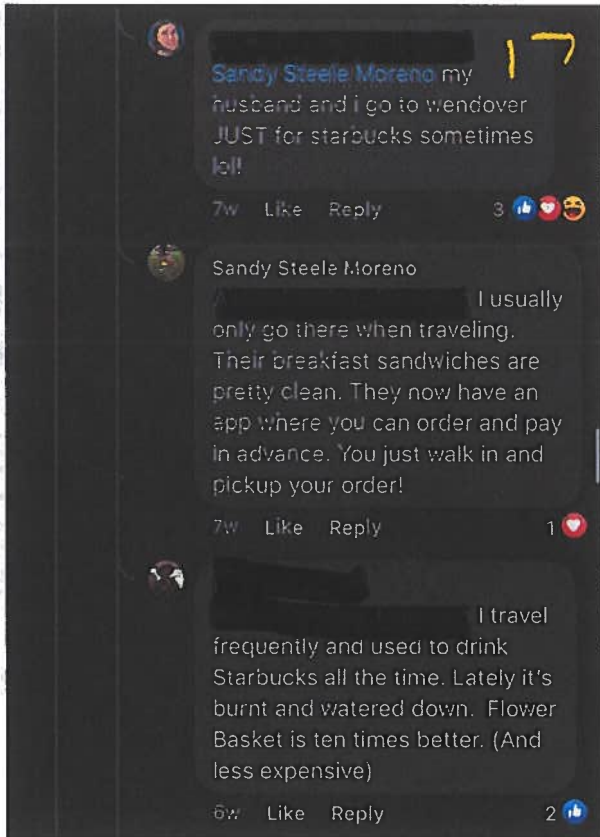 17
Sandy Steele Moreno my
husband and i go to wendover
JUST for starbucks sometimes
lol!
7w Like Reply 3
Sandy Steele Moreno
I usually
only go there when traveling.
Their breakfast sandwiches are
pretty clean. They now have an
app where you can order and pay
in advance. You just walk in and
pickup your order!
7w Like Reply 1
I travel
frequently and used to drink
Starbucks all the time. Lately it's
burnt and watered down. Flower
Basket is ten times better. (And
less expensive)
6w Like Reply 2